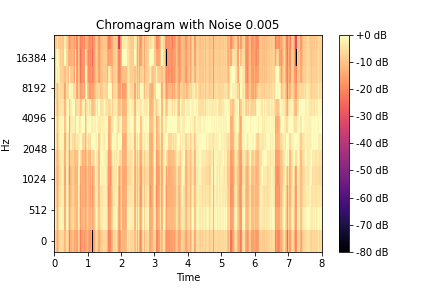 Chromagram with Noise 0.005
Hz
16384
8192
4096
2048
1024
512
0
0 1 2 3 4 5 6 7 8
Time
+0 dB
-10 dB
-20 dB
-30 dB
-40 dB
-50 dB
-60 dB
-70 dB
-80 dB